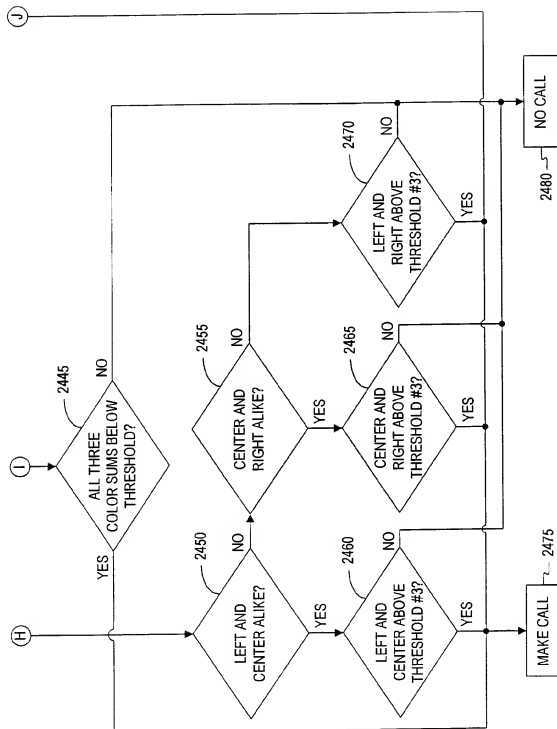 H
I
J
2445
ALL THREE
COLOR SUMS BELOW
THRESHOLD?
YES
NO
2450
LEFT AND
CENTER ALIKE?
NO
YES
2455
CENTER AND
RIGHT ALIKE?
NO
YES
2460
LEFT AND
CENTER ABOVE
THRESHOLD #3?
NO
YES
2465
CENTER AND
RIGHT ABOVE
THRESHOLD #3?
NO
YES
2470
LEFT AND
RIGHT ABOVE
THRESHOLD #3?
NO
YES
MAKE CALL
2475
2480
NO CALL